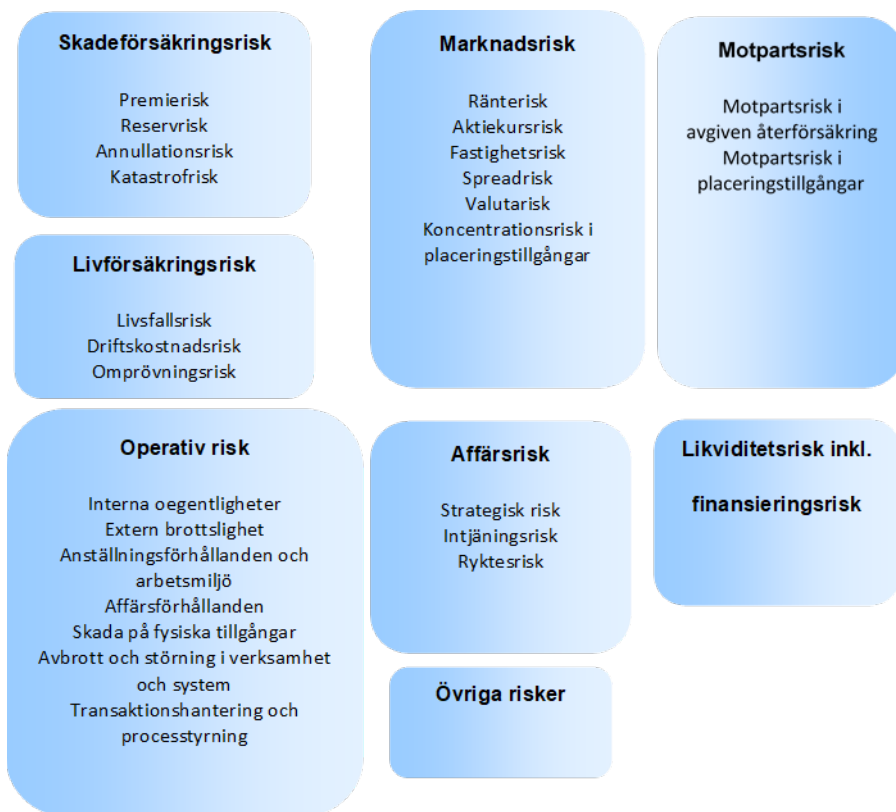 Skadeförsäkringsrisk
Premierisk
Reservrisk
Annullationsrisk
Katastrofrisk
Marknadsrisk
Ränterisk
Aktiekursrisk
Fastighetsrisk
Spreadrisk
Valutarisk
Koncentrationsrisk i
placeringstillgångar
Motpartsrisk
Motpartsrisk i
avgiven återförsäkring
Motpartsrisk i
placeringstillgångar
Livförsäkringsrisk
Livsfallsrisk
Driftskostnadsrisk
Omprövningsrisk
Operativ risk
Interna oegentligheter
Extern brottslighet
Anställningsförhållanden och
arbetsmiljö
Affärsförhållanden
Skada på fysiska tillgångar
Avbrott och störning i verksamhet
och system
Transaktionshantering och
processtyrning
Affärsrisk
Strategisk risk
Intjäningsrisk
Ryktesrisk
Likviditetsrisk inkl.
finansieringsrisk
Övriga risker